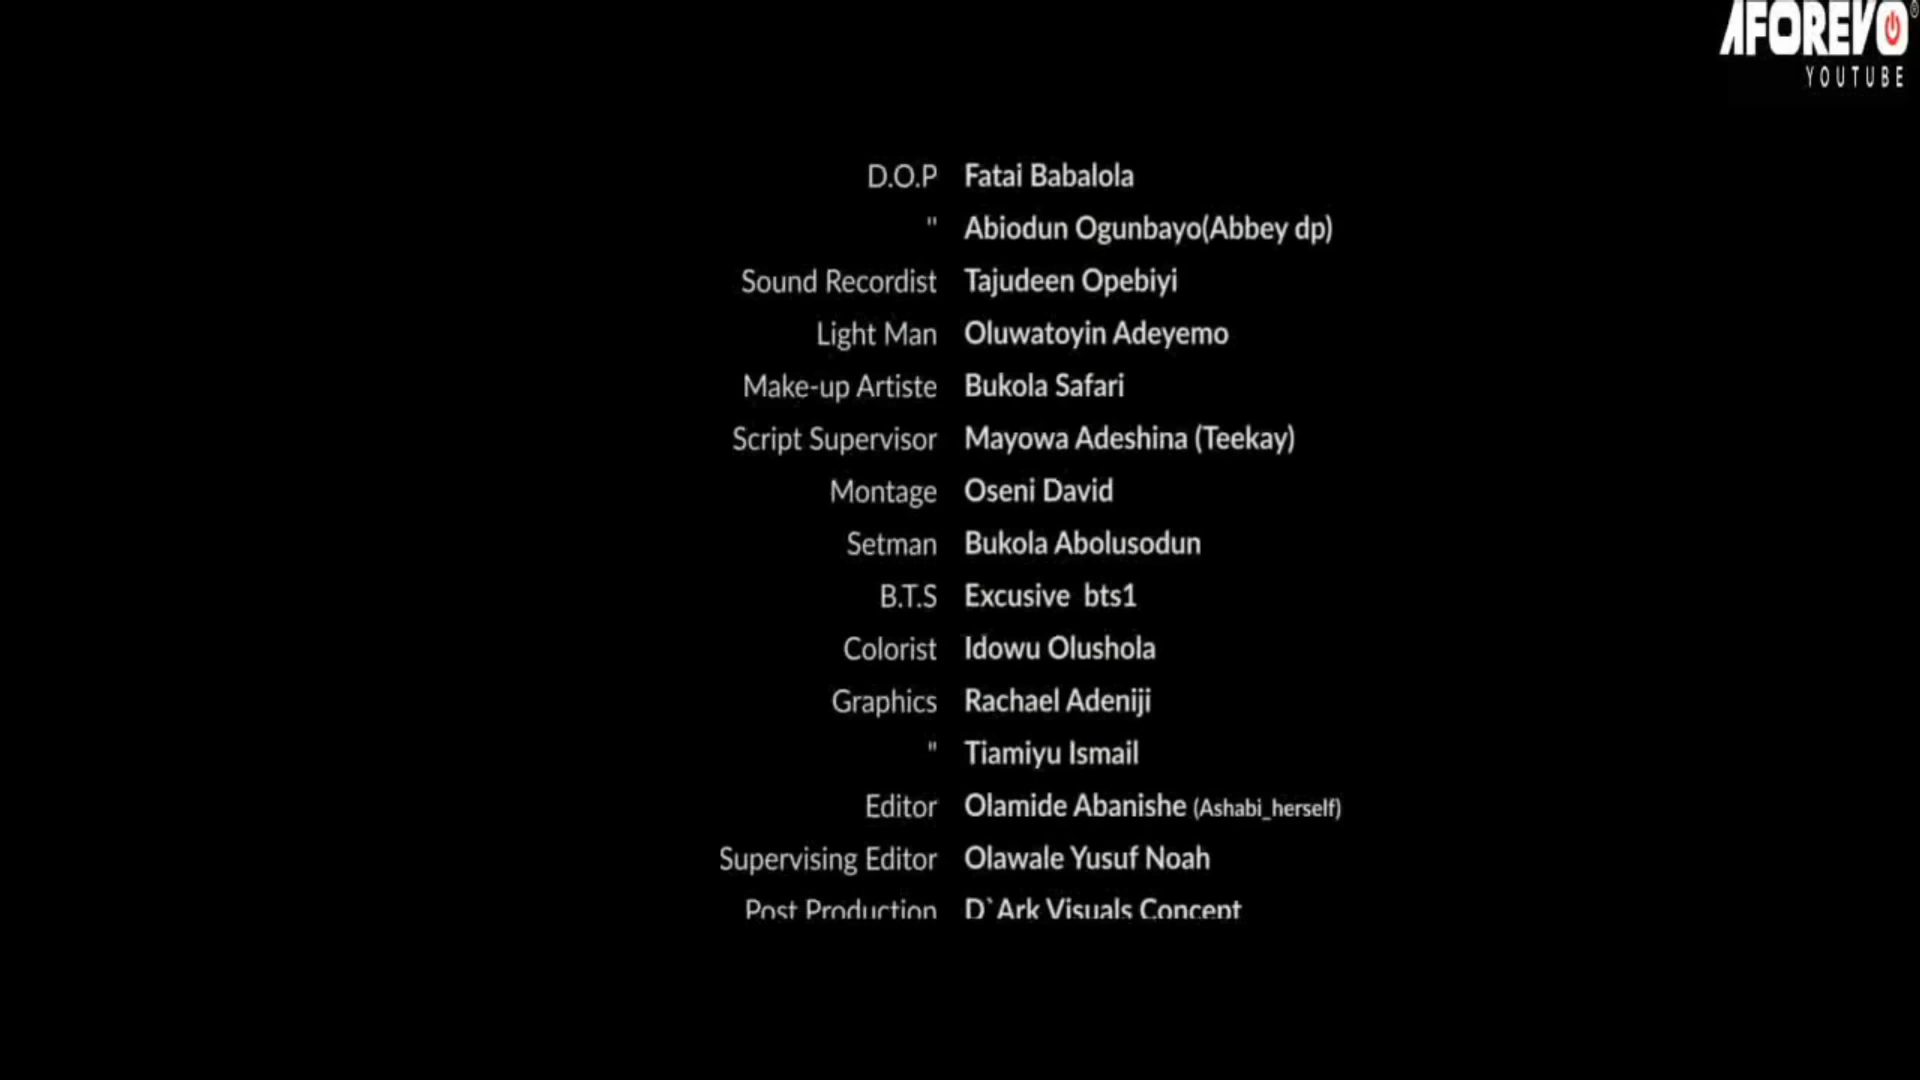 AFOREVO
YOUTUBE
D.O.P Fatai Babalola
" Abiodun Ogunbayo(Abbey dp)
Sound Recordist Tajudeen Opebiyi
Light Man Oluwatoyin Adeyemo
Make-up Artiste Bukola Safari
Script Supervisor Mayowa Adeshina (Teekay)
Montage Oseni David
Setman Bukola Abolusodun
B.T.S Excusive bts1
Colorist Idowu Olushola
Graphics Rachael Adeniji
" Tiamiyu Ismail
Editor Olamide Abanishe (Ashabi_herself)
Supervising Editor Olawale Yusuf Noah
Post Production D`Ark Visuals Concept